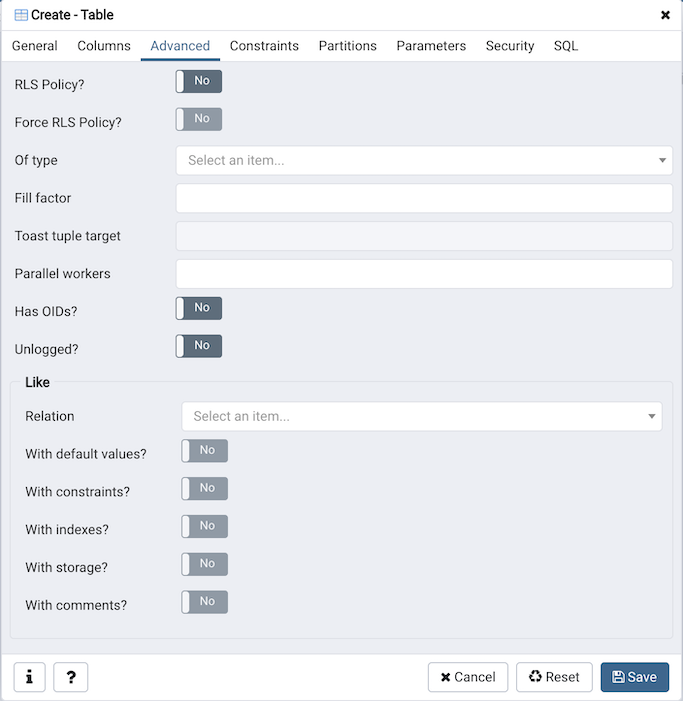 Create - Table
General Columns Advanced Constraints Partitions Parameters Security SQL
RLS Policy? No
Force RLS Policy? No
Of type Select an item...
Fill factor
Toast tuple target
Parallel workers
Has OIDs? No
Unlogged? No
Like
Relation Select an item...
With default values? No
With constraints? No
With indexes? No
With storage? No
With comments? No
i ? Cancel Reset Save